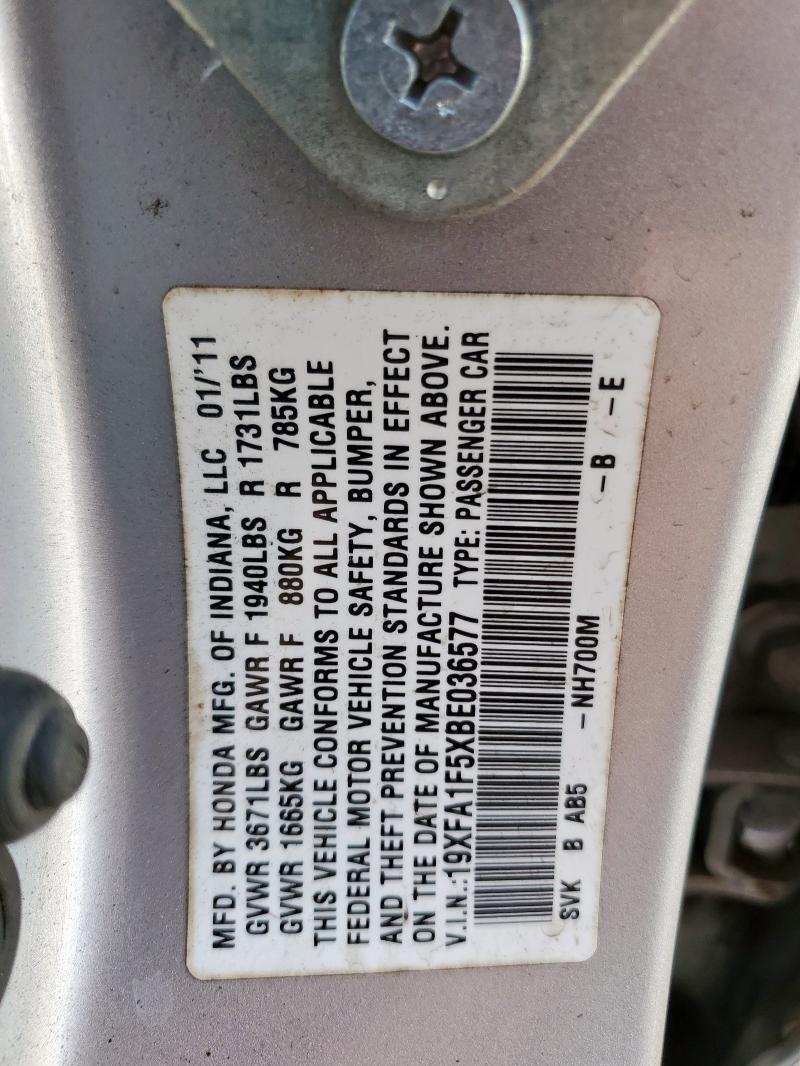 MFD. BY HONDA MFG. OF INDIANA, LLC 01/'11
GVWR 3671LBS GAWR F 1940LBS R 1731LBS
GVWR 1665KG GAWR F 880KG R 785KG
THIS VEHICLE CONFORMS TO ALL APPLICABLE
FEDERAL MOTOR VEHICLE SAFETY, BUMPER,
AND THEFT PREVENTION STANDARDS IN EFFECT
ON THE DATE OF MANUFACTURE SHOWN ABOVE.
V.I.N.:19XFA1F5XBE036577 TYPE: PASSENGER CAR
SVK B AB5 -NH700M -B / -E